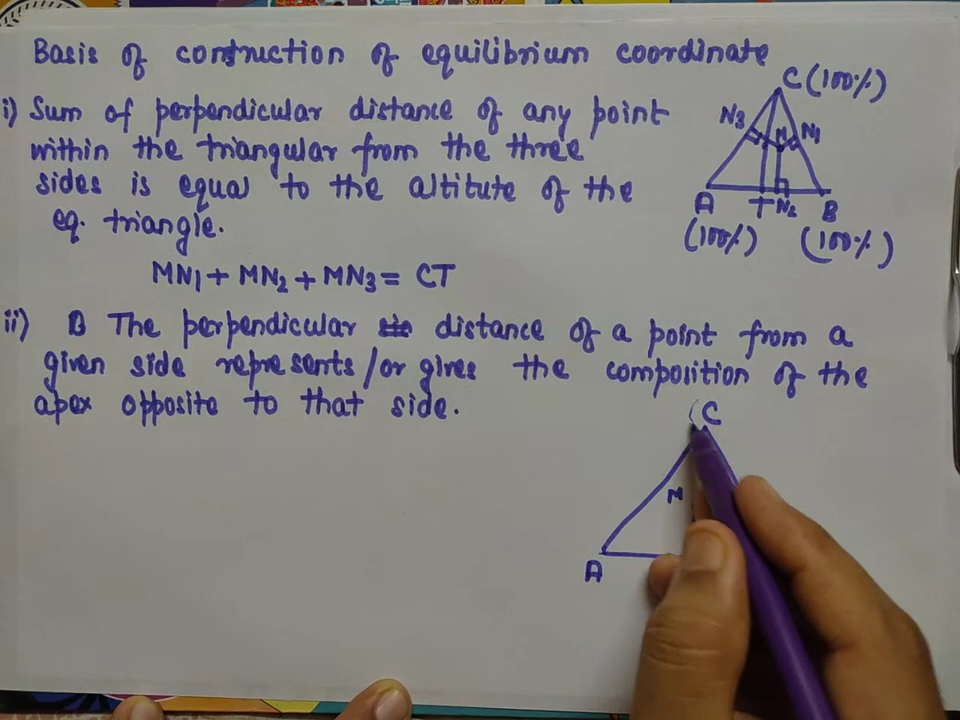 Basis of contruction of equilibrium coordinate
i) Sum of perpendicular distance of any point
within the triangular from the three
sides is equal to the altitute of the
eq. triangle.
MN1 + MN2 + MN3 = CT
C (100%)
N3 M N1
A T N2 B
(100%) (100%)
ii) B The perpendicular distance of a point from a
given side represents/or gives the composition of the
apex opposite to that side.
C
M
A